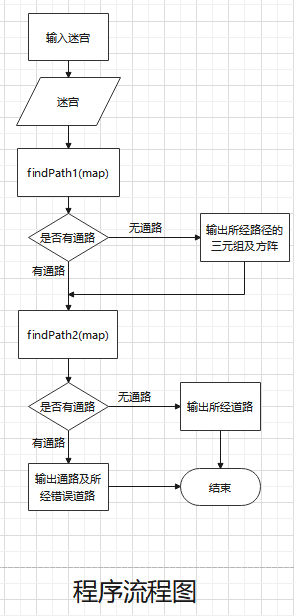 输入迷宫
迷宫
findPath1(map)
是否有通路
无通路
输出所经路径的
三元组及方阵
有通路
findPath2(map)
是否有通路
无通路
输出所经道路
有通路
输出通路及所
经错误道路
结束
程序流程图